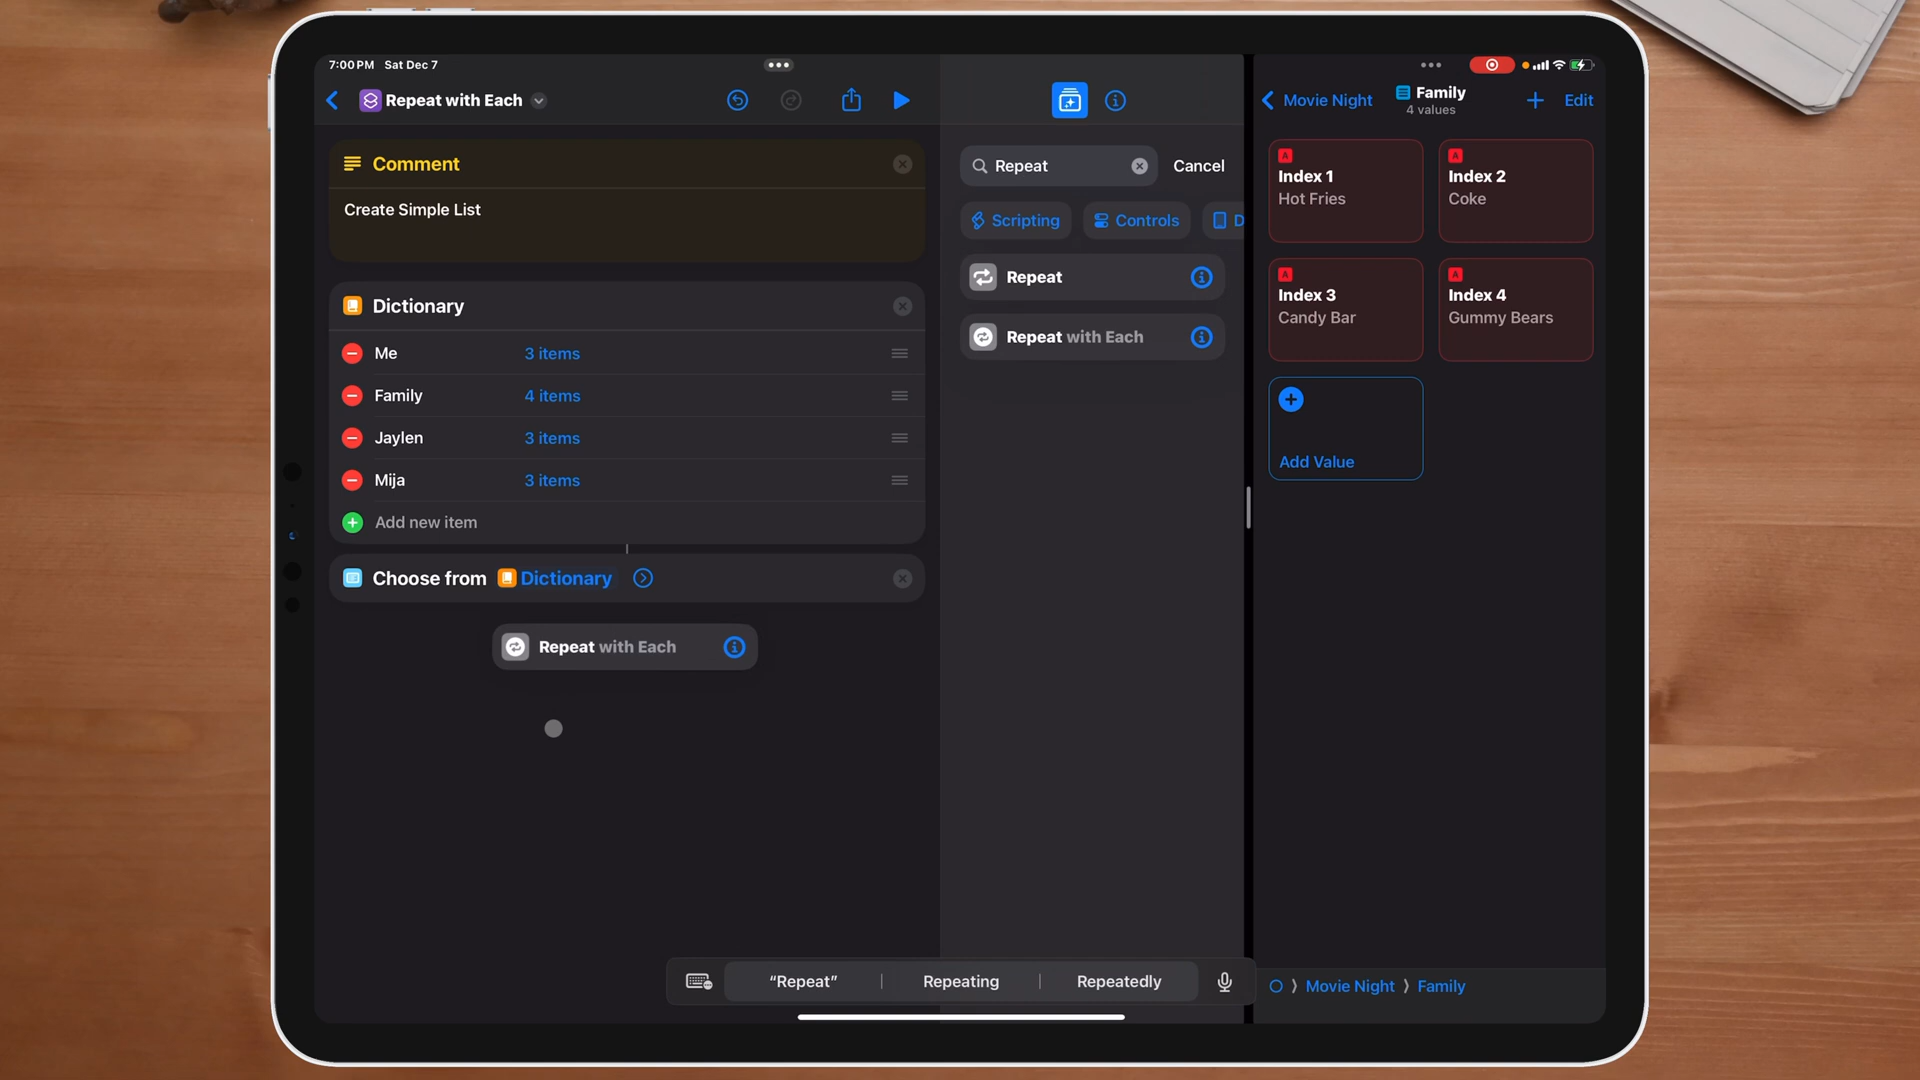 7:00 PM Sat Dec 7
Repeat with Each
Comment
Create Simple List
Dictionary
Me 3 items
Family 4 items
Jaylen 3 items
Mija 3 items
Add new item
Choose from Dictionary
Repeat with Each
Repeat
Cancel
Scripting
Controls
D
Repeat
Repeat with Each
“Repeat”
Repeating
Repeatedly
Movie Night
Family
4 values
Edit
A
Index 1
Hot Fries
A
Index 2
Coke
A
Index 3
Candy Bar
A
Index 4
Gummy Bears
Add Value
Movie Night
Family